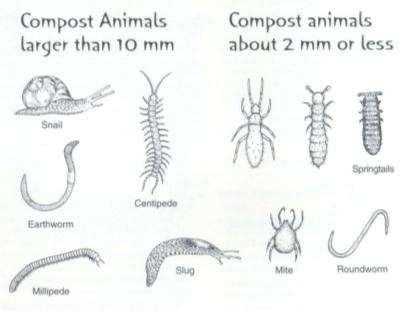 Compost Animals
larger than 10 mm
Snail
Centipede
Earthworm
Slug
Millipede
Compost animals
about 2 mm or less
Springtails
Mite
Roundworm